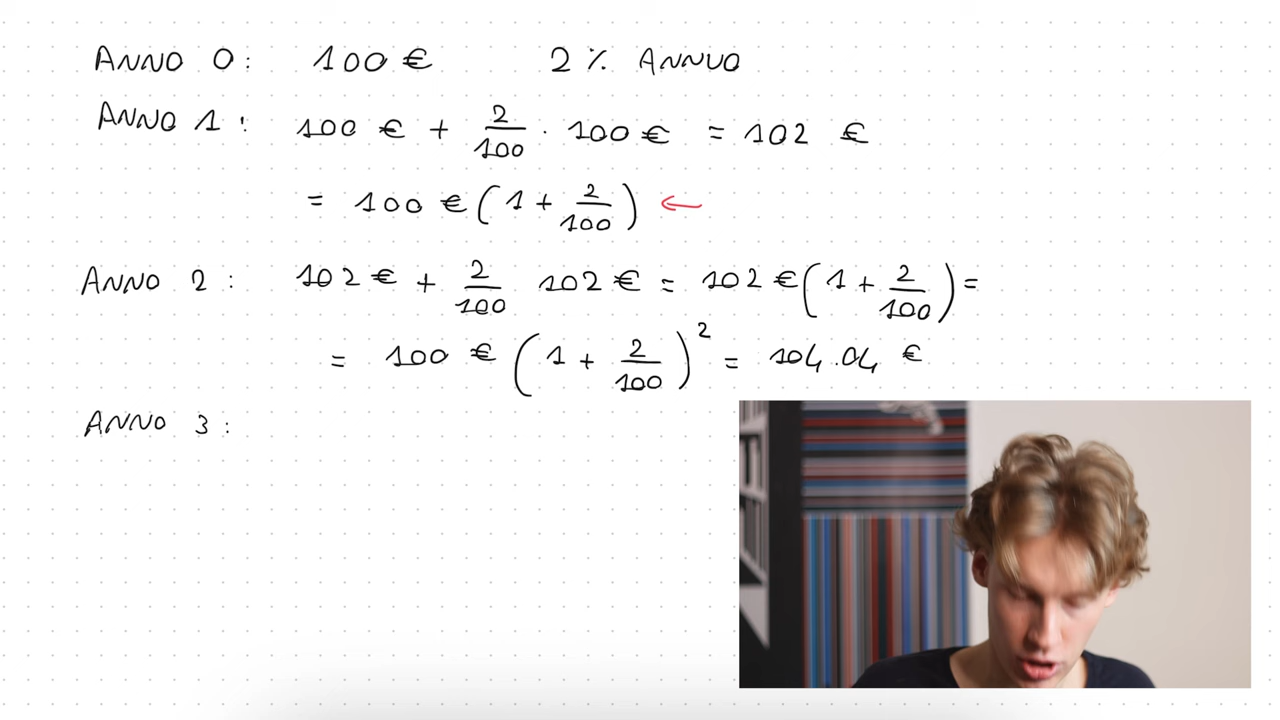 ANNO 0: 100 € 2 % ANNUO
ANNO 1: 100 € + 2/100 · 100 € = 102 €
= 100 € (1 + 2/100) ←
ANNO 2: 102 € + 2/100 102 € = 102 € (1 + 2/100) =
= 100 € (1 + 2/100)² = 104.04 €
ANNO 3: